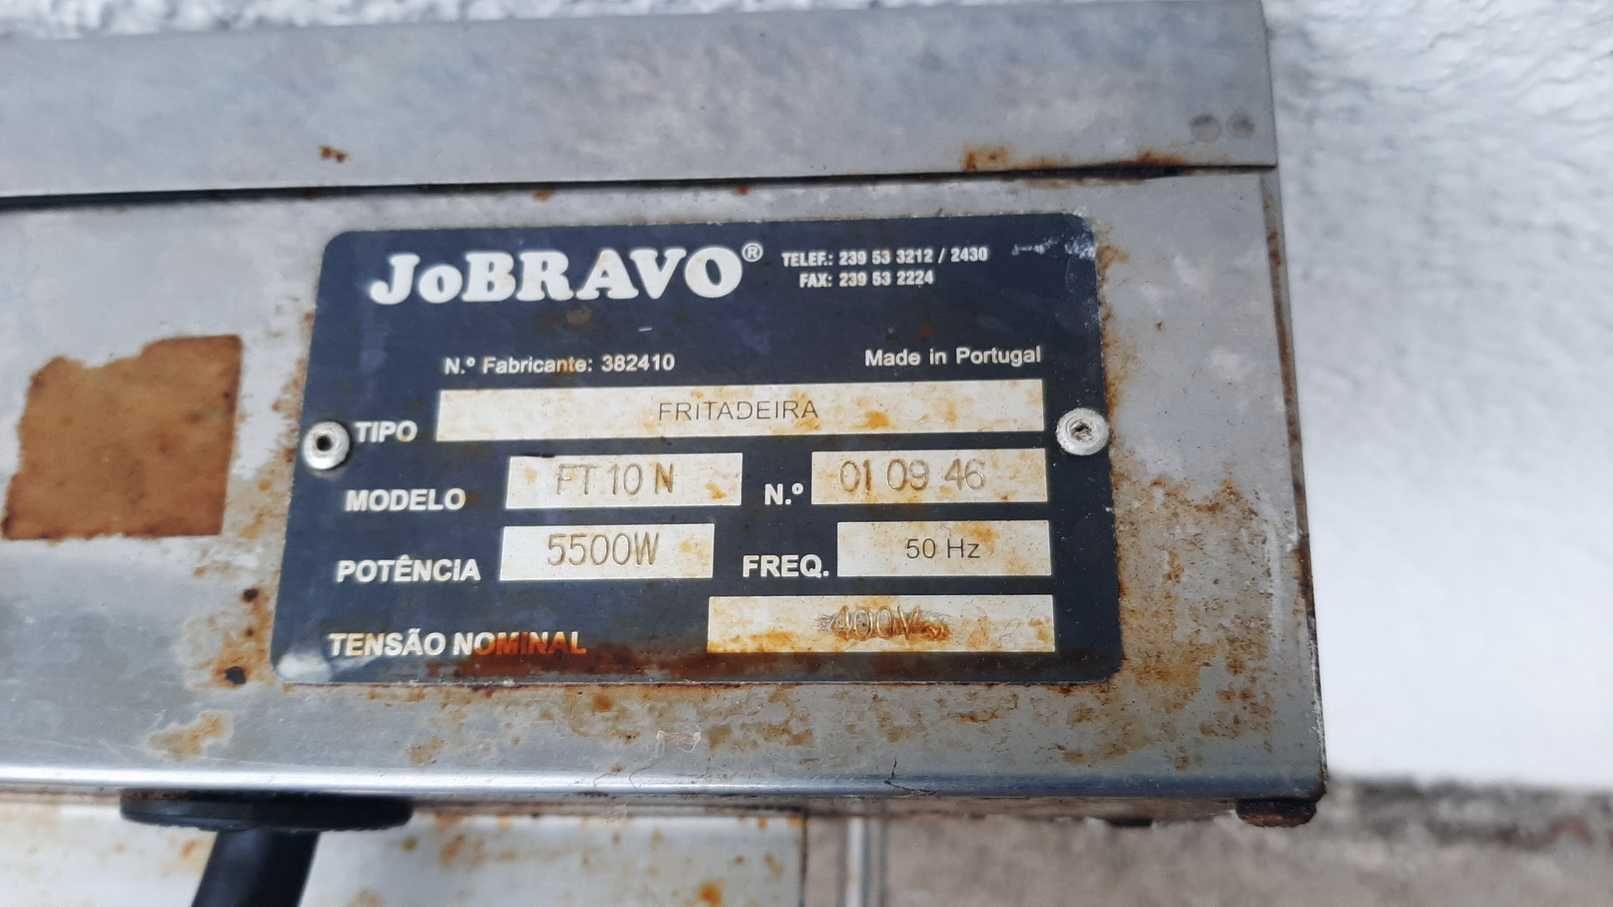 JoBRAVO® TELEF.: 239 53 3212 / 2430
FAX: 239 53 2224
N.º Fabricante: 382410 Made in Portugal
TIPO FRITADEIRA
MODELO FT 10 N N.º 01 09 46
POTÊNCIA 5500W FREQ. 50 Hz
TENSÃO NOMINAL 400V